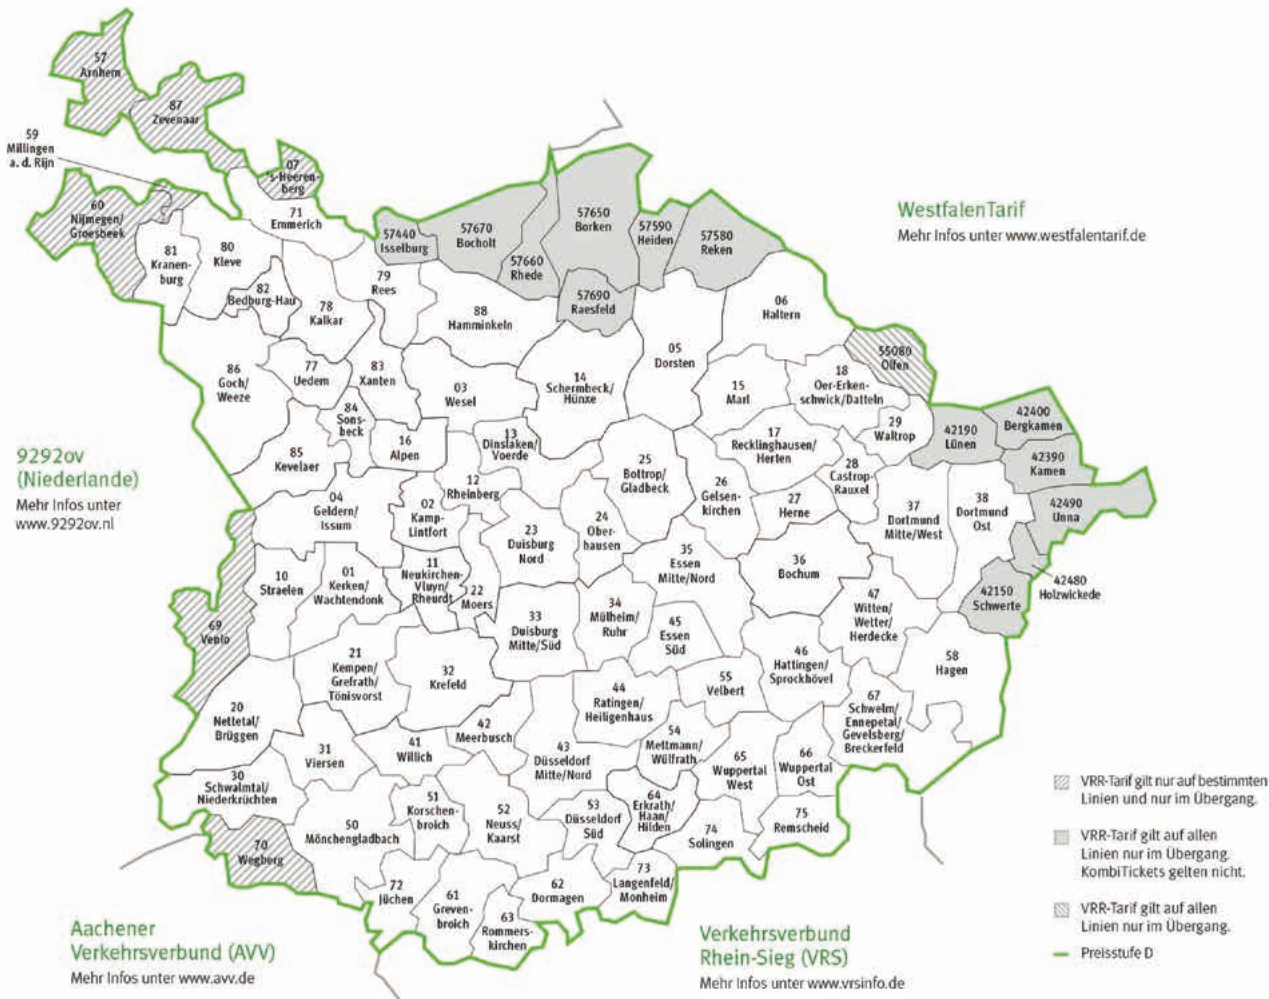 57
Arnhem
87
Zevenaar
59
Millingen
a. d. Rijn
07
's-Heeren-
berg
60
Nijmegen/
Groesbeek
71
Emmerich
81
Kranen-
burg
80
Kleve
82
Bedburg-Hau
57440
Isselburg
57670
Bocholt
57660
Rhede
57650
Borken
57590
Heiden
57580
Reken
57690
Raesfeld
WestfalenTarif
Mehr Infos unter www.westfalentarif.de
79
Rees
78
Kalkar
88
Hamminkeln
06
Haltern
05
Dorsten
55080
Olfen
86
Goch/
Weeze
77
Uedem
83
Xanten
03
Wesel
14
Schermbeck/
Hünxe
15
Marl
18
Oer-Erken-
schwick/Datteln
84
Sons-
beck
16
Alpen
13
Dinslaken/
Voerde
17
Recklinghausen/
Herten
29
Waltrop
42190
Lünen
42400
Bergkamen
42390
Kamen
42490
Unna
9292ov
(Niederlande)
Mehr Infos unter
www.9292ov.nl
85
Kevelaer
04
Geldern/
Issum
02
Kamp-
Lintfort
12
Rheinberg
25
Bottrop/
Gladbeck
26
Gelsen-
kirchen
28
Castrop-
Rauxel
27
Herne
37
Dortmund
Mitte/West
38
Dortmund
Ost
23
Duisburg
Nord
24
Ober-
hausen
35
Essen
Mitte/Nord
36
Bochum
42480
Holzwickede
42150
Schwerte
10
Straelen
01
Kerken/
Wachtendonk
11
Neukirchen-
Vluyn/
Rheurdt
22
Moers
33
Duisburg
Mitte/Süd
34
Mülheim/
Ruhr
45
Essen
Süd
47
Witten/
Wetter/
Herdecke
69
Venlo
21
Kempen/
Grefrath/
Tönisvorst
32
Krefeld
46
Hattingen/
Sprockhövel
58
Hagen
44
Ratingen/
Heiligenhaus
55
Velbert
67
Schwelm/
Ennepetal/
Gevelsberg/
Breckerfeld
20
Nettetal/
Brüggen
31
Viersen
41
Willich
42
Meerbusch
43
Düsseldorf
Mitte/Nord
54
Mettmann/
Wülfrath
65
Wuppertal
West
66
Wuppertal
Ost
30
Schwalmtal/
Niederkrüchten
50
Mönchengladbach
51
Korschen-
broich
52
Neuss/
Kaarst
53
Düsseldorf
Süd
64
Erkrath/
Haan/
Hilden
74
Solingen
75
Remscheid
70
Wegberg
72
Jüchen
61
Greven-
broich
63
Rommers-
kirchen
62
Dormagen
73
Langenfeld/
Monheim
VRR-Tarif gilt nur auf bestimmten
Linien und nur im Übergang.
VRR-Tarif gilt auf allen
Linien nur im Übergang.
KombiTickets gelten nicht.
VRR-Tarif gilt auf allen
Linien nur im Übergang.
Preisstufe D
Aachener
Verkehrsverbund (AVV)
Mehr Infos unter www.avv.de
Verkehrsverbund
Rhein-Sieg (VRS)
Mehr Infos unter www.vrsinfo.de